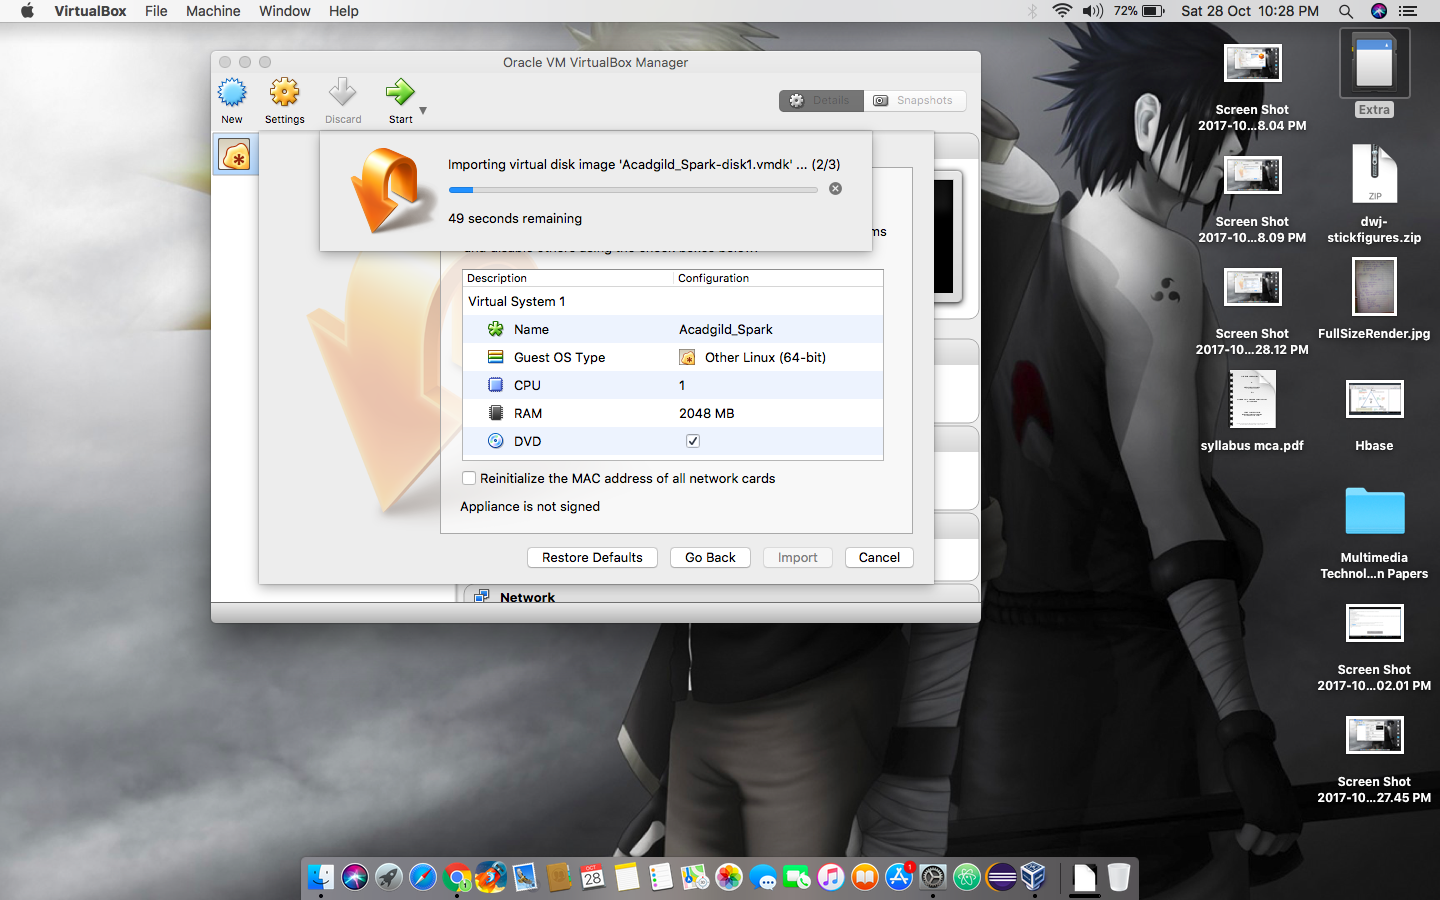 VirtualBox File Machine Window Help 72% Sat 28 Oct 10:28 PM
Oracle VM VirtualBox Manager
New Settings Discard Start Details Snapshots
Importing virtual disk image 'Acadgild_Spark-disk1.vmdk' ... (2/3)
49 seconds remaining
ms
Description Configuration
Virtual System 1
Name Acadgild_Spark
Guest OS Type Other Linux (64-bit)
CPU 1
RAM 2048 MB
DVD
Reinitialize the MAC address of all network cards
Appliance is not signed
Restore Defaults Go Back Import Cancel
Network
Screen Shot
2017-10...8.04 PM
Screen Shot
2017-10...8.09 PM
Screen Shot
2017-10...28.12 PM
syllabus mca.pdf
Extra
ZIP
dwj-
stickfigures.zip
FullSizeRender.jpg
Hbase
Multimedia
Technol...n Papers
Screen Shot
2017-10...02.01 PM
Screen Shot
2017-10...27.45 PM
OCT
28
1